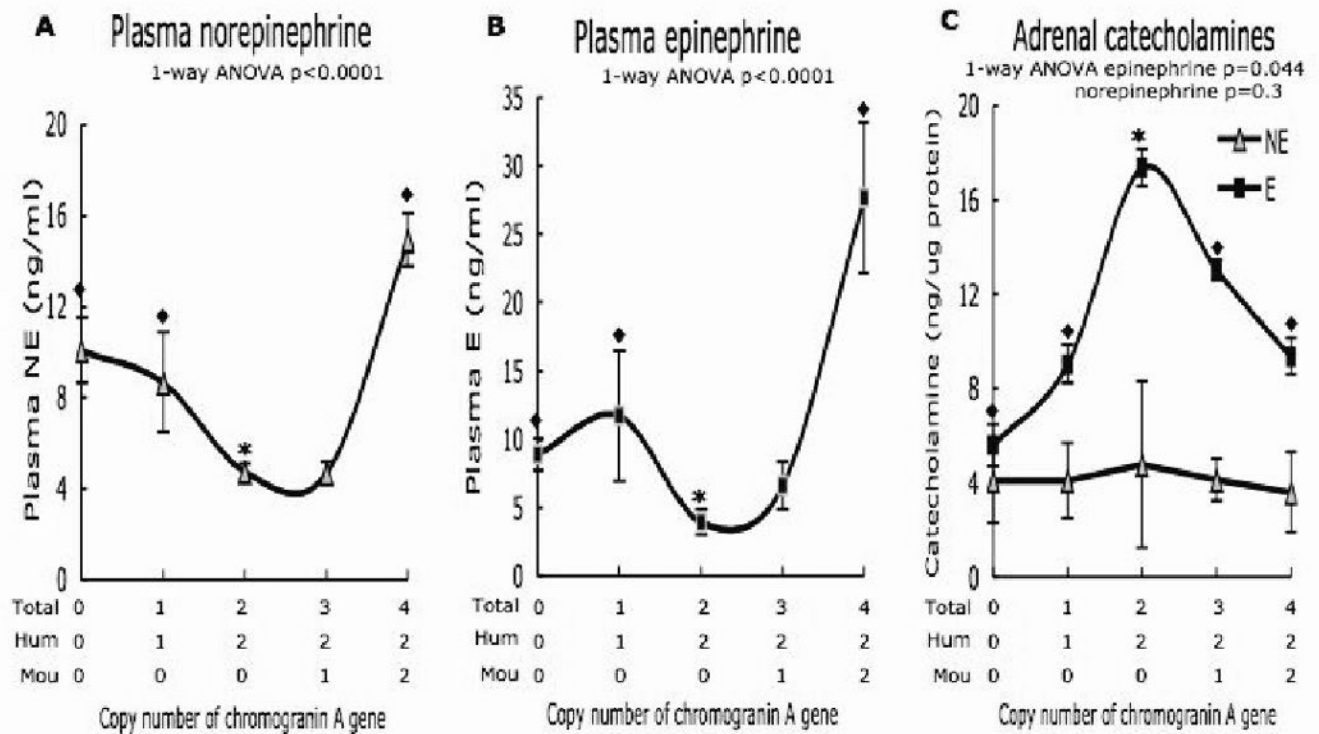 A
Plasma norepinephrine
1-way ANOVA p<0.0001
Plasma NE (ng/ml)
20
16
12
8
4
0
Total 0 1 2 3 4
Hum 0 1 2 2 2
Mou 0 0 0 1 2
Copy number of chromogranin A gene
B
Plasma epinephrine
1-way ANOVA p<0.0001
Plasma E (ng/ml)
35
30
25
20
15
10
5
0
0 1 2 3 4
0 1 2 2 2
0 0 0 1 2
Copy number of chromogranin A gene
C
Adrenal catecholamines
1-way ANOVA epinephrine p=0.044
norepinephrine p=0.3
Catecholamine (ng/ug protein)
20
16
12
8
4
0
NE
E
0 1 2 3 4
0 1 2 2 2
0 0 0 1 2
Copy number of chromogranin A gene